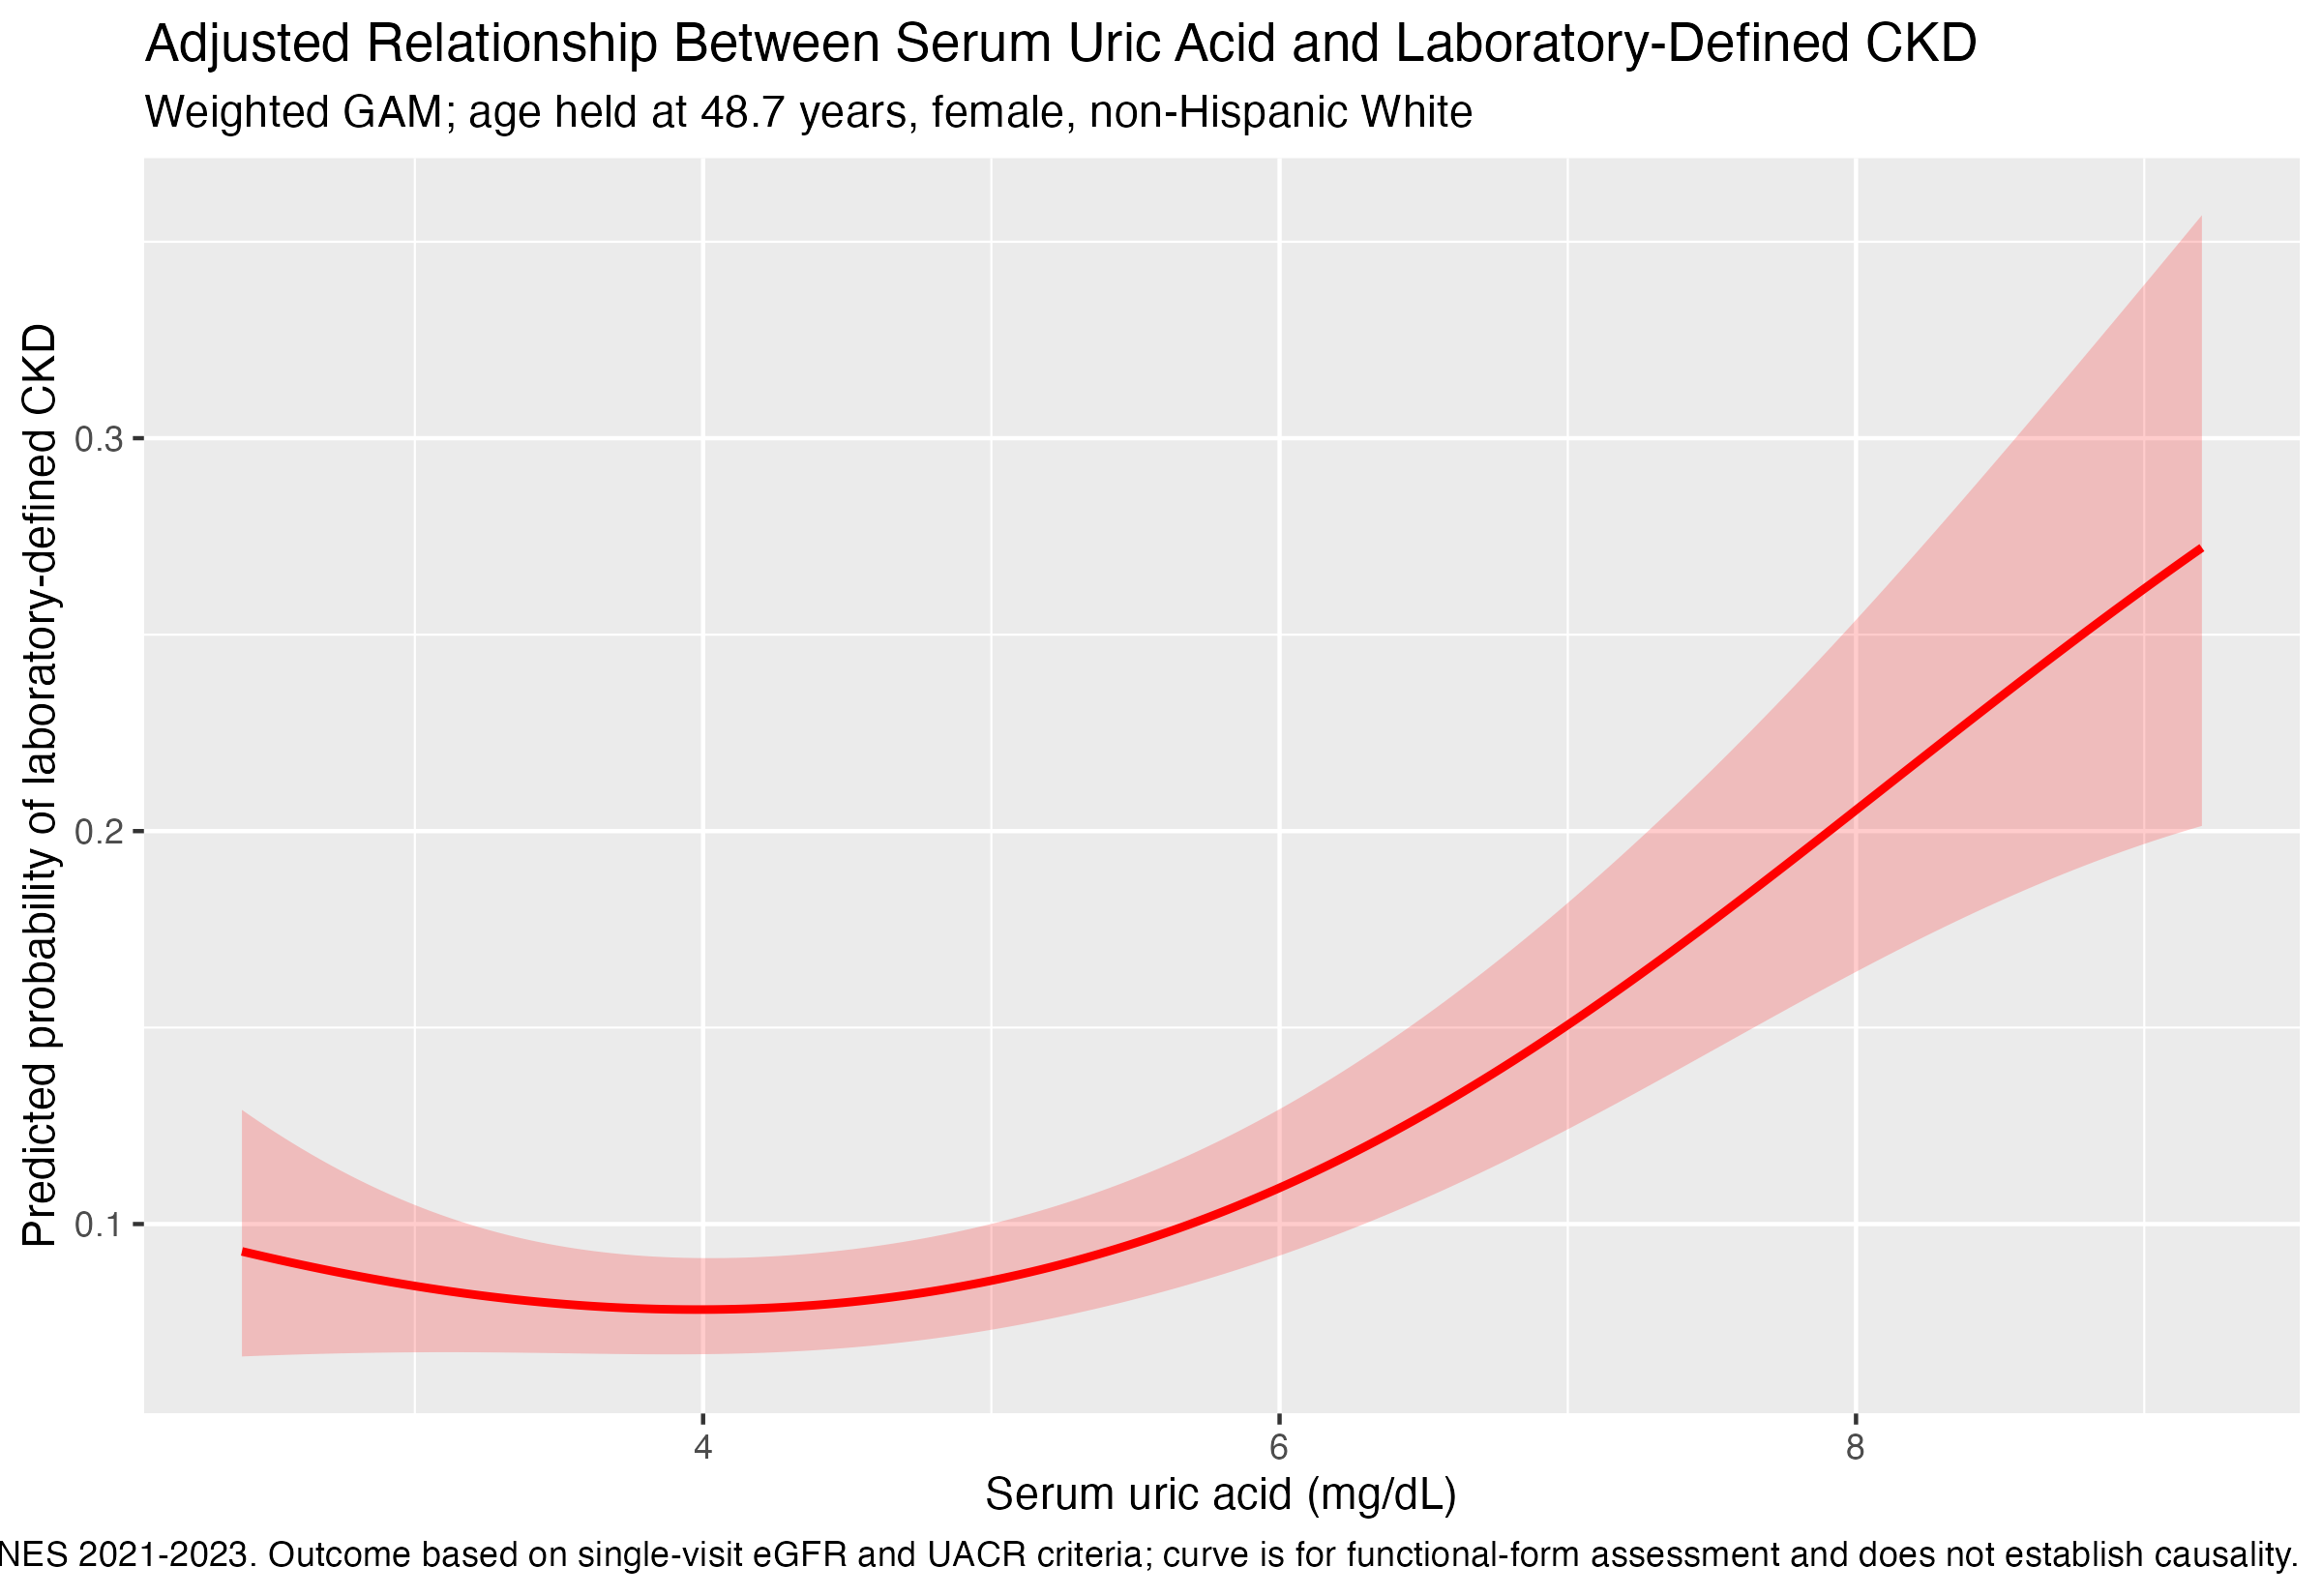 Adjusted Relationship Between Serum Uric Acid and Laboratory-Defined CKD
Weighted GAM; age held at 48.7 years, female, non-Hispanic White
Predicted probability of laboratory-defined CKD
0.3
0.2
0.1
4 6 8
Serum uric acid (mg/dL)
NES 2021-2023. Outcome based on single-visit eGFR and UACR criteria; curve is for functional-form assessment and does not establish causality.